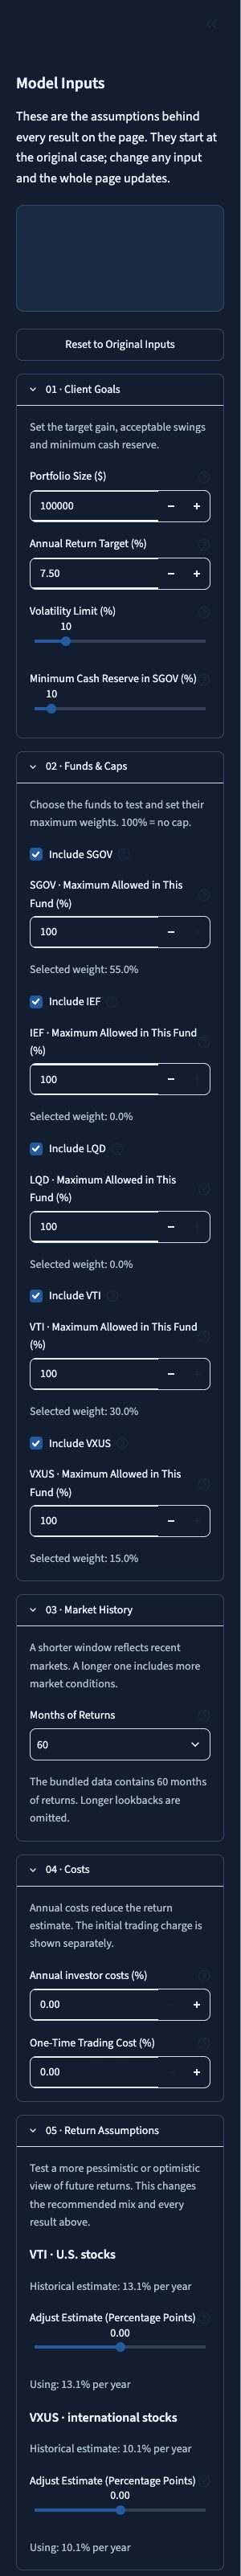 Model Inputs
These are the assumptions behind
every result on the page. They start at
the original case; change any input
and the whole page updates.
Reset to Original Inputs
01 · Client Goals
Set the target gain, acceptable swings
and minimum cash reserve.
Portfolio Size ($)
100000
Annual Return Target (%)
7.50
Volatility Limit (%)
10
Minimum Cash Reserve in SGOV (%)
10
02 · Funds & Caps
Choose the funds to test and set their
maximum weights. 100% = no cap.
Include SGOV
SGOV · Maximum Allowed in This
Fund (%)
100
Selected weight: 55.0%
Include IEF
IEF · Maximum Allowed in This Fund
(%)
100
Selected weight: 0.0%
Include LQD
LQD · Maximum Allowed in This
Fund (%)
100
Selected weight: 0.0%
Include VTI
VTI · Maximum Allowed in This Fund
(%)
100
Selected weight: 30.0%
Include VXUS
VXUS · Maximum Allowed in This
Fund (%)
100
Selected weight: 15.0%
03 · Market History
A shorter window reflects recent
markets. A longer one includes more
market conditions.
Months of Returns
60
The bundled data contains 60 months
of returns. Longer lookbacks are
omitted.
04 · Costs
Annual costs reduce the return
estimate. The initial trading charge is
shown separately.
Annual investor costs (%)
0.00
One-Time Trading Cost (%)
0.00
05 · Return Assumptions
Test a more pessimistic or optimistic
view of future returns. This changes
the recommended mix and every
result above.
VTI · U.S. stocks
Historical estimate: 13.1% per year
Adjust Estimate (Percentage Points)
0.00
Using: 13.1% per year
VXUS · international stocks
Historical estimate: 10.1% per year
Adjust Estimate (Percentage Points)
0.00
Using: 10.1% per year